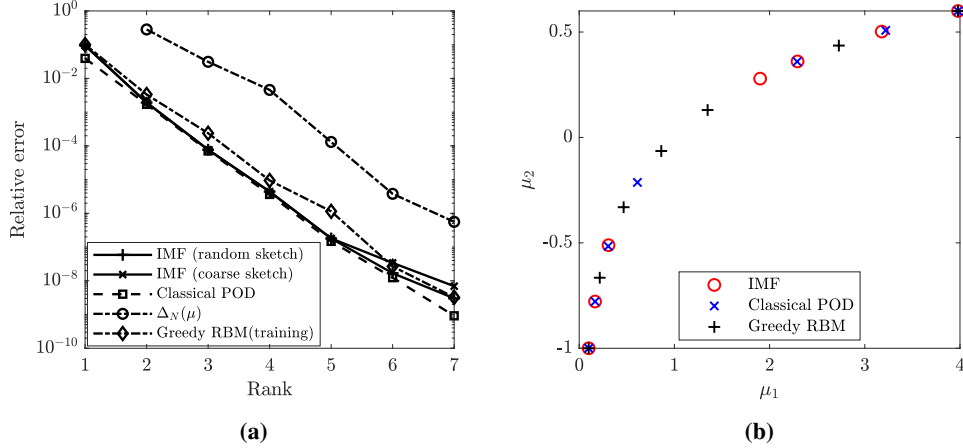 10^0
10^-2
10^-4
10^-6
10^-8
10^-10
Relative error
IMF (random sketch)
IMF (coarse sketch)
Classical POD
Δ_N(μ)
Greedy RBM(training)
1 2 3 4 5 6 7
Rank
(a)
0.5
0
-0.5
-1
μ_2
IMF
Classical POD
Greedy RBM
0 1 2 3 4
μ_1
(b)